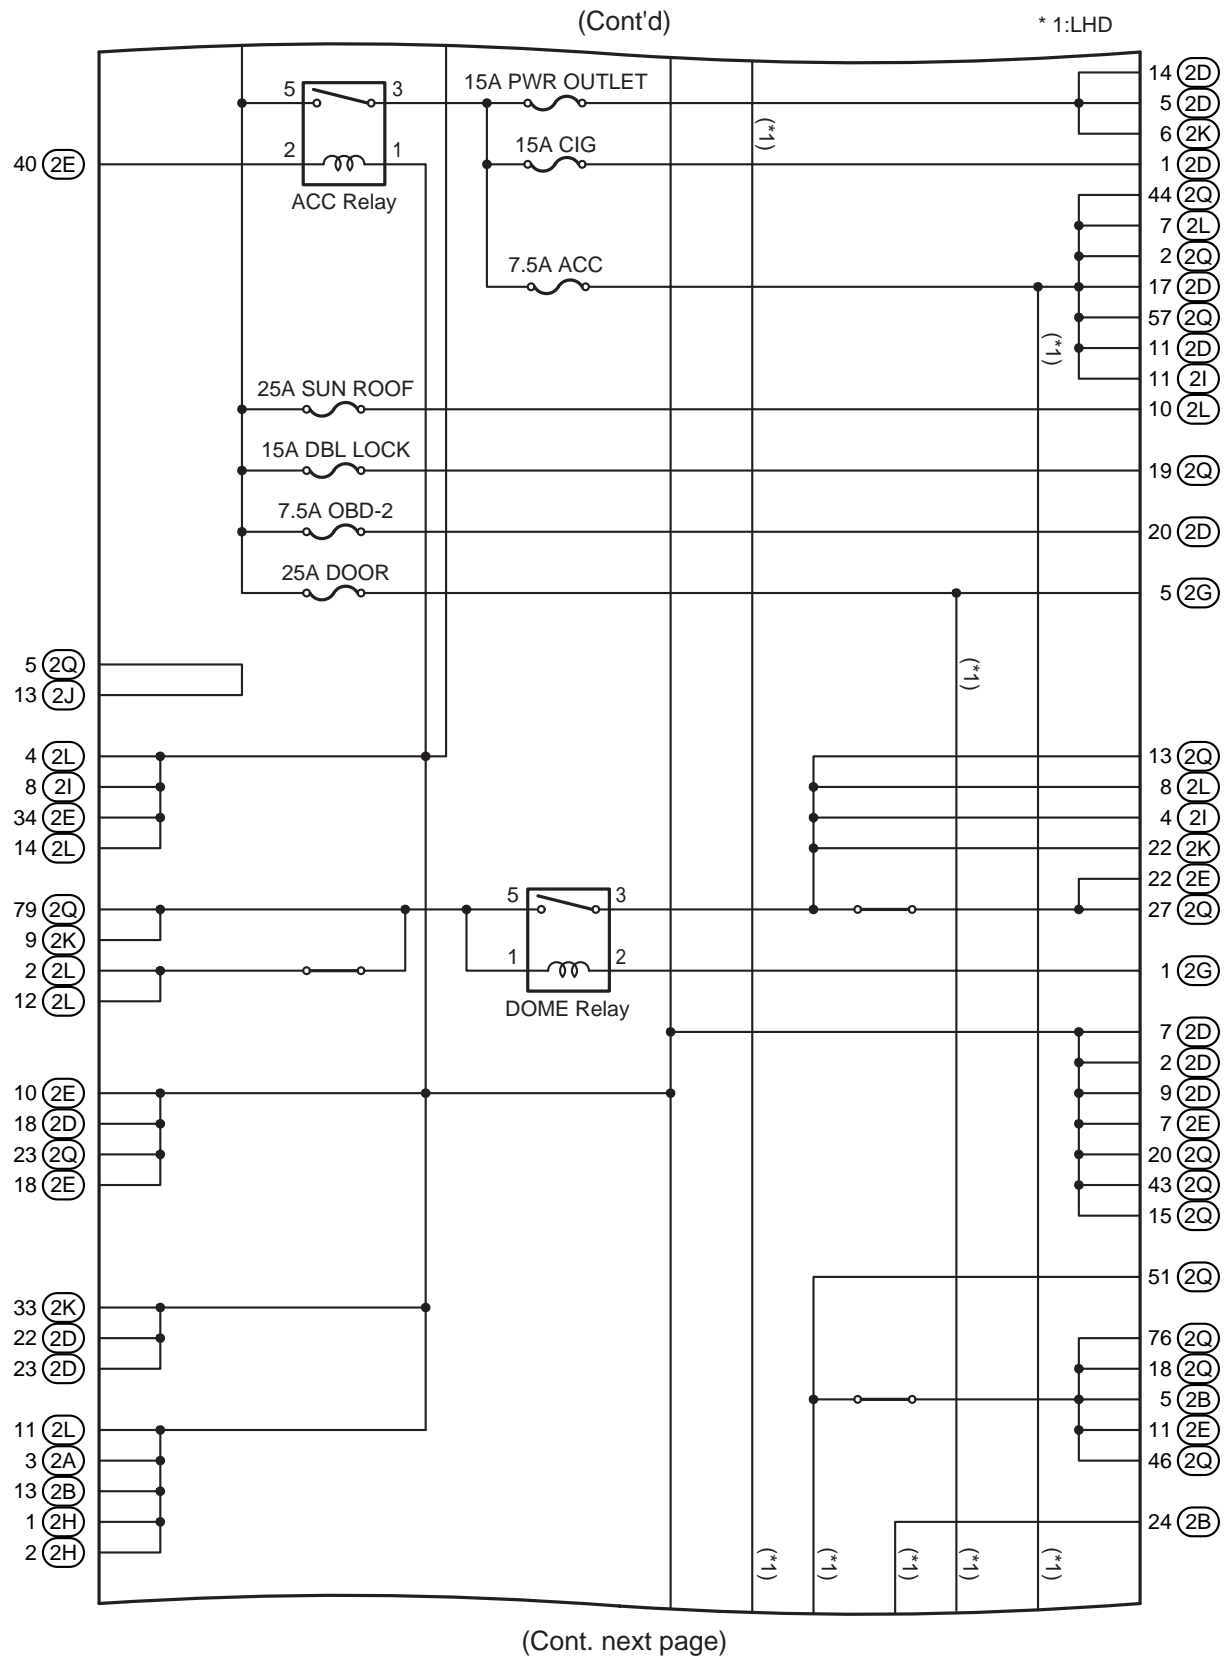 (Cont'd)
* 1:LHD
5 3 15A PWR OUTLET 14 2D
5 2D
(*1)
6 2K
15A CIG
40 2E 2 1 1 2D
ACC Relay
44 2Q
7 2L
7.5A ACC 2 2Q
17 2D
57 2Q
(*1)
11 2D
11 2I
25A SUN ROOF
10 2L
15A DBL LOCK
19 2Q
7.5A OBD-2
20 2D
25A DOOR
5 2G
5 2Q
(*1)
13 2J
4 2L 13 2Q
8 2I 8 2L
34 2E 4 2I
14 2L 22 2K
22 2E
5 3
79 2Q 27 2Q
9 2K
1 2
2 2L 1 2G
12 2L
DOME Relay
7 2D
2 2D
10 2E 9 2D
18 2D 7 2E
23 2Q 20 2Q
18 2E 43 2Q
15 2Q
51 2Q
33 2K
22 2D 76 2Q
23 2D 18 2Q
5 2B
11 2L 11 2E
3 2A 46 2Q
13 2B
1 2H 24 2B
2 2H
(*1) (*1) (*1) (*1) (*1)
(Cont. next page)